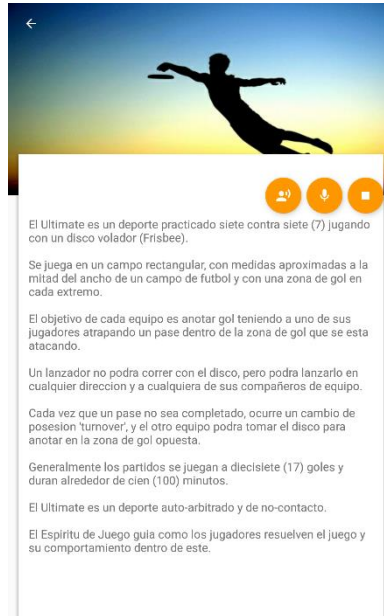 El Ultimate es un deporte practicado siete contra siete (7) jugando
con un disco volador (Frisbee).
Se juega en un campo rectangular, con medidas aproximadas a la
mitad del ancho de un campo de futbol y con una zona de gol en
cada extremo.
El objetivo de cada equipo es anotar gol teniendo a uno de sus
jugadores atrapando un pase dentro de la zona de gol que se esta
atacando.
Un lanzador no podra correr con el disco, pero podra lanzarlo en
cualquier direccion y a cualquiera de sus compañeros de equipo.
Cada vez que un pase no sea completado, ocurre un cambio de
posesion 'turnover', y el otro equipo podra tomar el disco para
anotar en la zona de gol opuesta.
Generalmente los partidos se juegan a diecisiete (17) goles y
duran alrededor de cien (100) minutos.
El Ultimate es un deporte auto-arbitrado y de no-contacto.
El Espiritu de Juego guia como los jugadores resuelven el juego y
su comportamiento dentro de este.